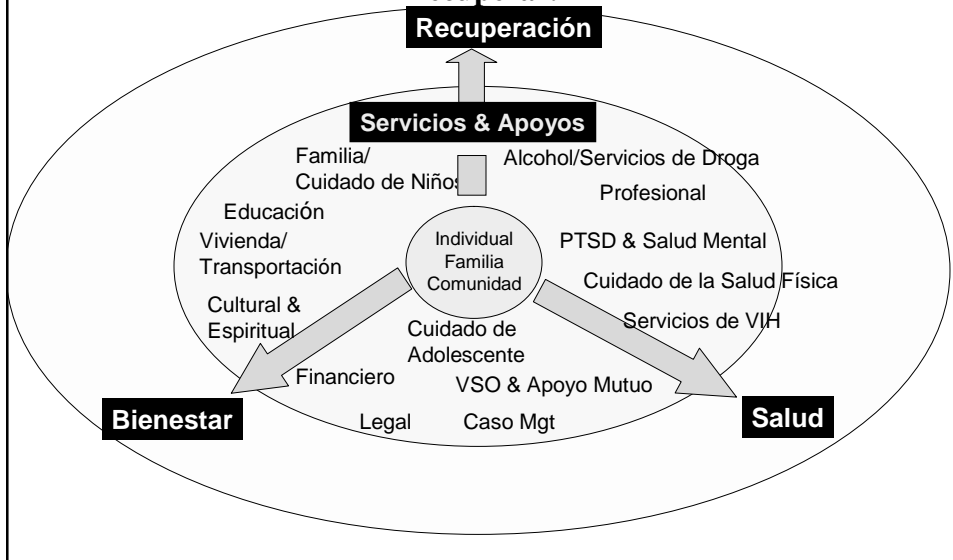 Recuperación
Servicios & Apoyos
Familia/
Cuidado de Niños
Alcohol/Servicios de Droga
Profesional
Educación
Vivienda/
Transportación
Individual
Familia
Comunidad
PTSD & Salud Mental
Cuidado de la Salud Física
Cultural &
Espiritual
Servicios de VIH
Cuidado de
Adolescente
Financiero
VSO & Apoyo Mutuo
Bienestar
Legal
Caso Mgt
Salud